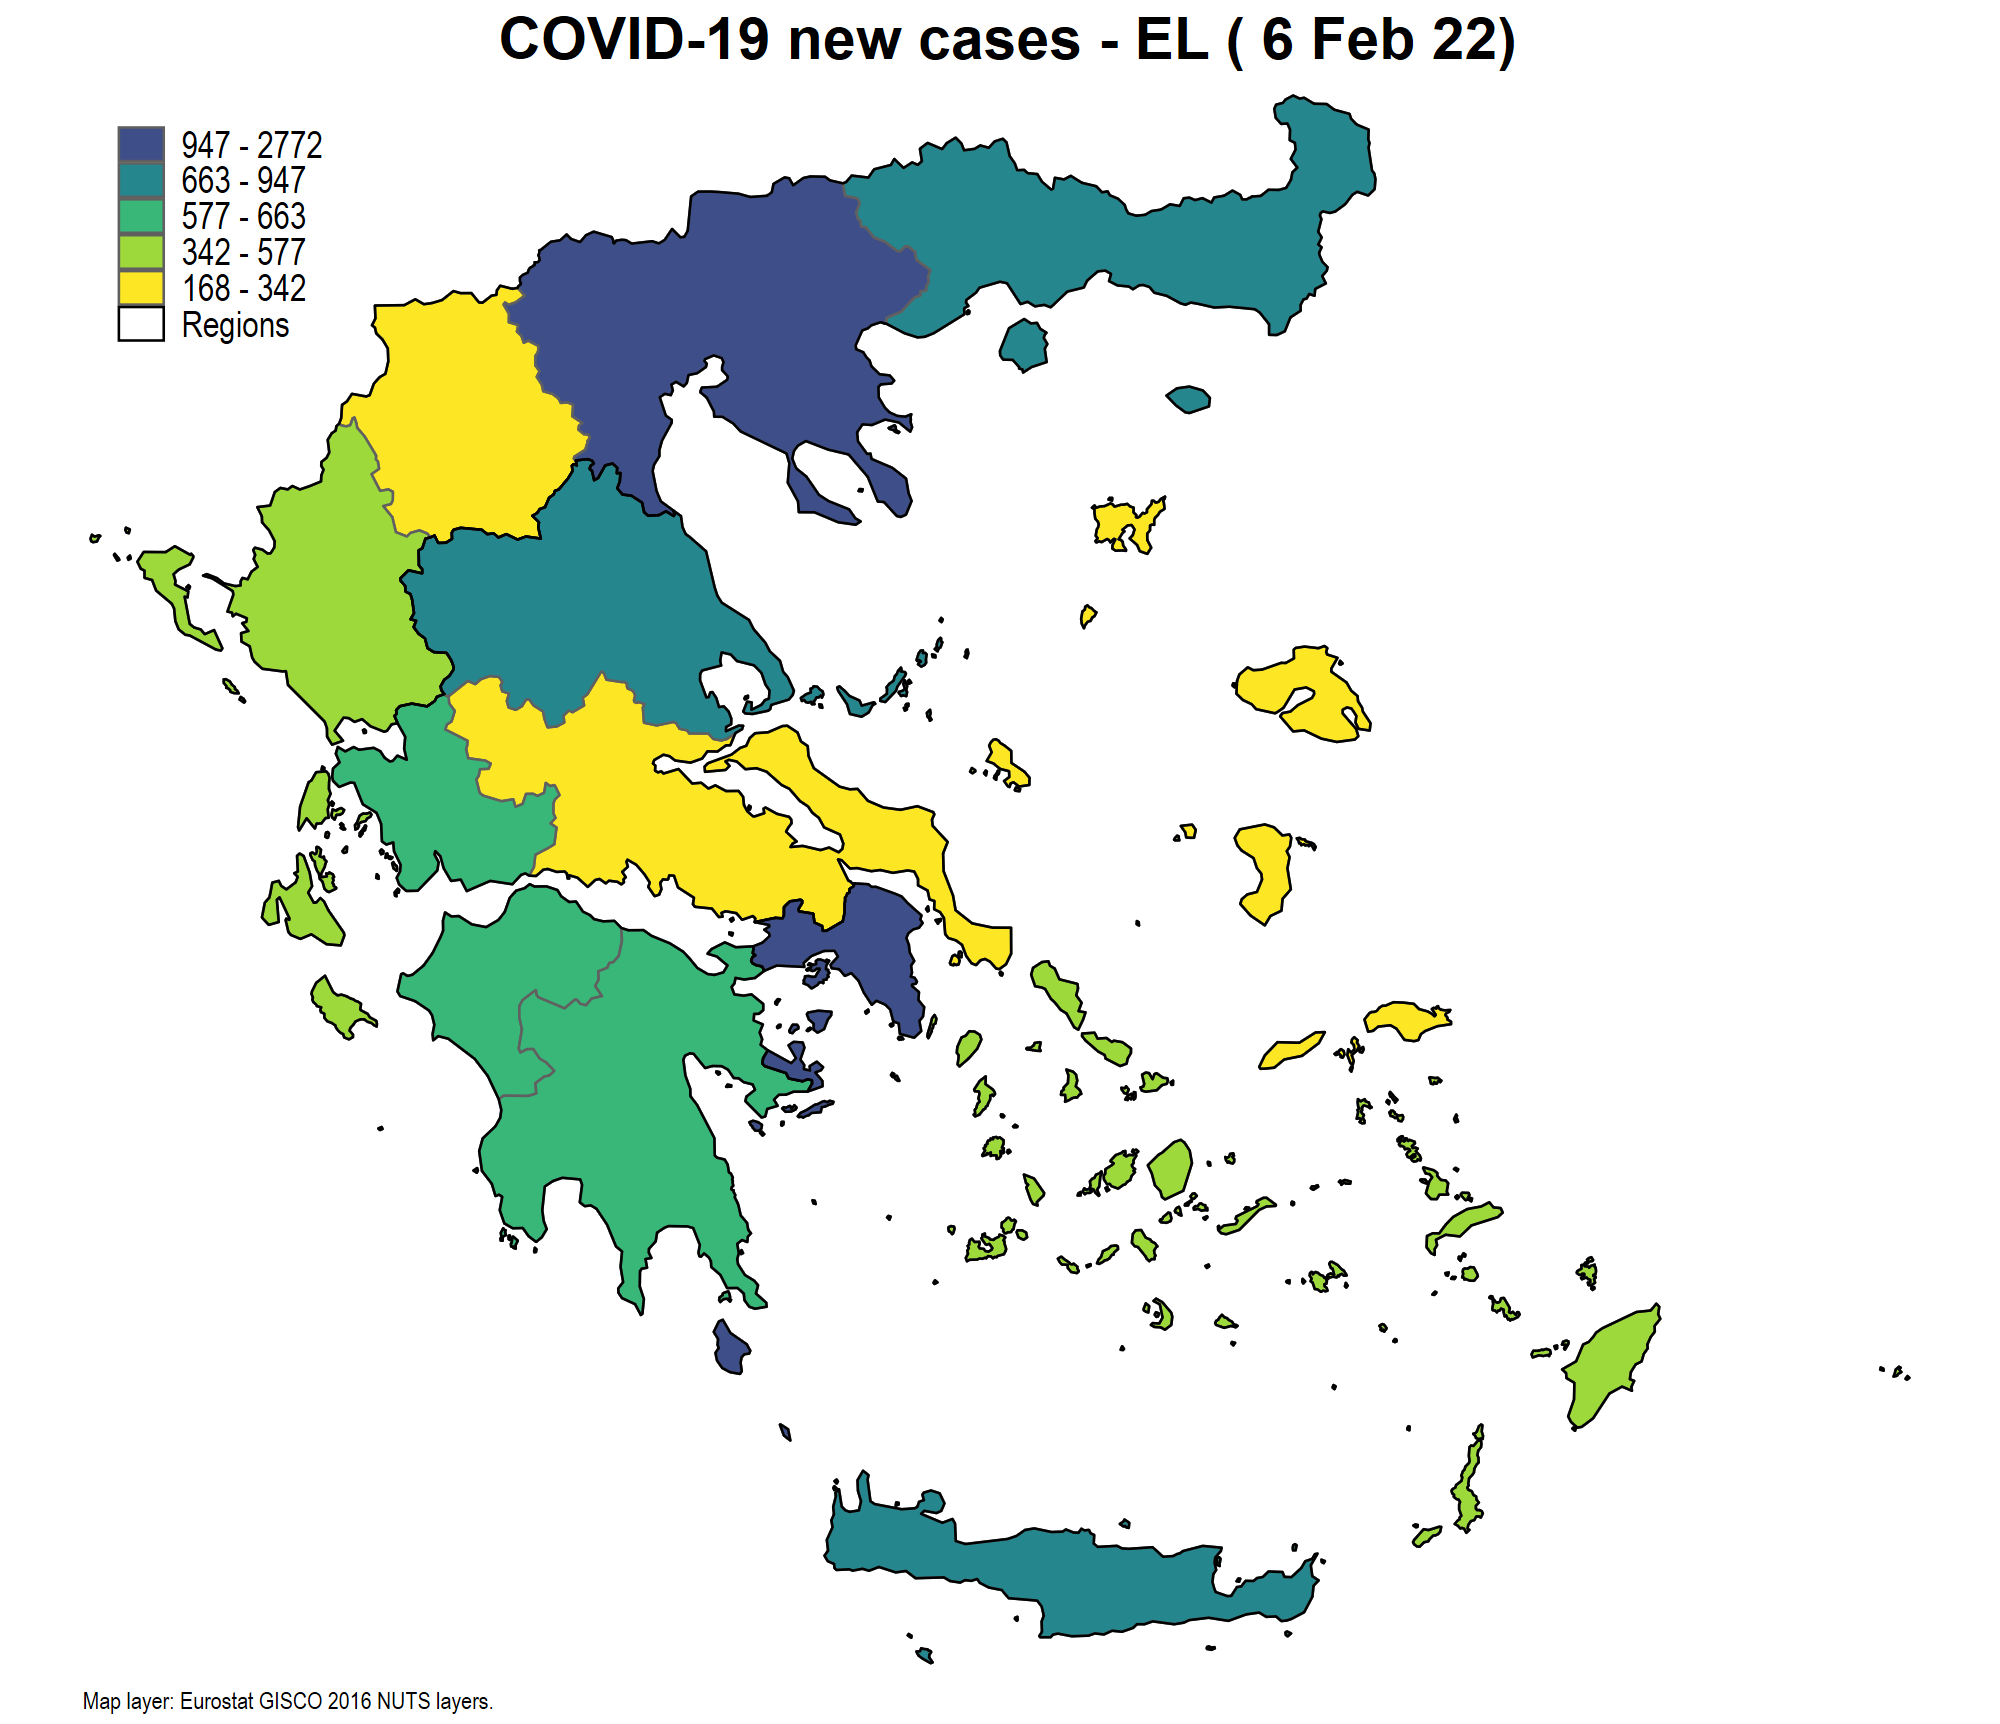 COVID-19 new cases - EL ( 6 Feb 22)
947 - 2772
663 - 947
577 - 663
342 - 577
168 - 342
Regions
Map layer: Eurostat GISCO 2016 NUTS layers.